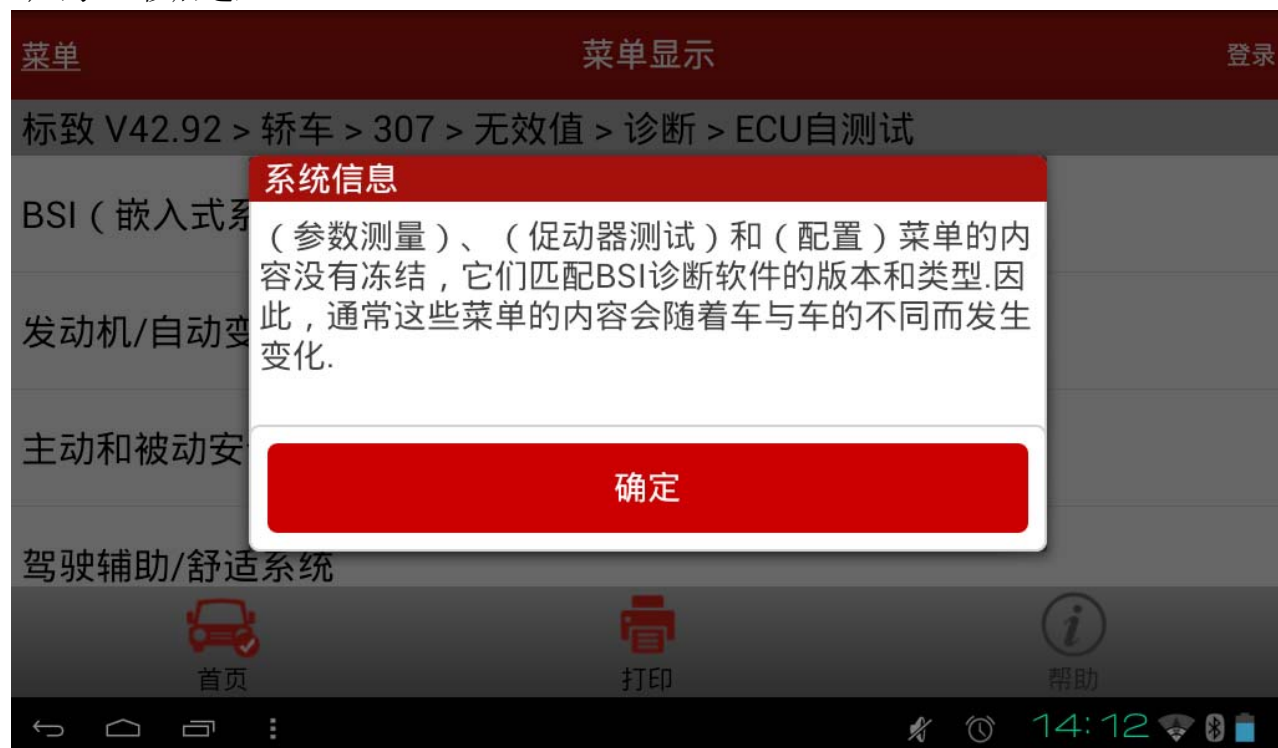 菜单 菜单显示 登录
标致 V42.92 > 轿车 > 307 > 无效值 > 诊断 > ECU自测试
系统信息
BSI（嵌入式系
（参数测量）、（促动器测试）和（配置）菜单的内
容没有冻结，它们匹配BSI诊断软件的版本和类型.因
此，通常这些菜单的内容会随着车与车的不同而发生
变化.
发动机/自动变
主动和被动安
确定
驾驶辅助/舒适系统
首页 打印 帮助
14:12